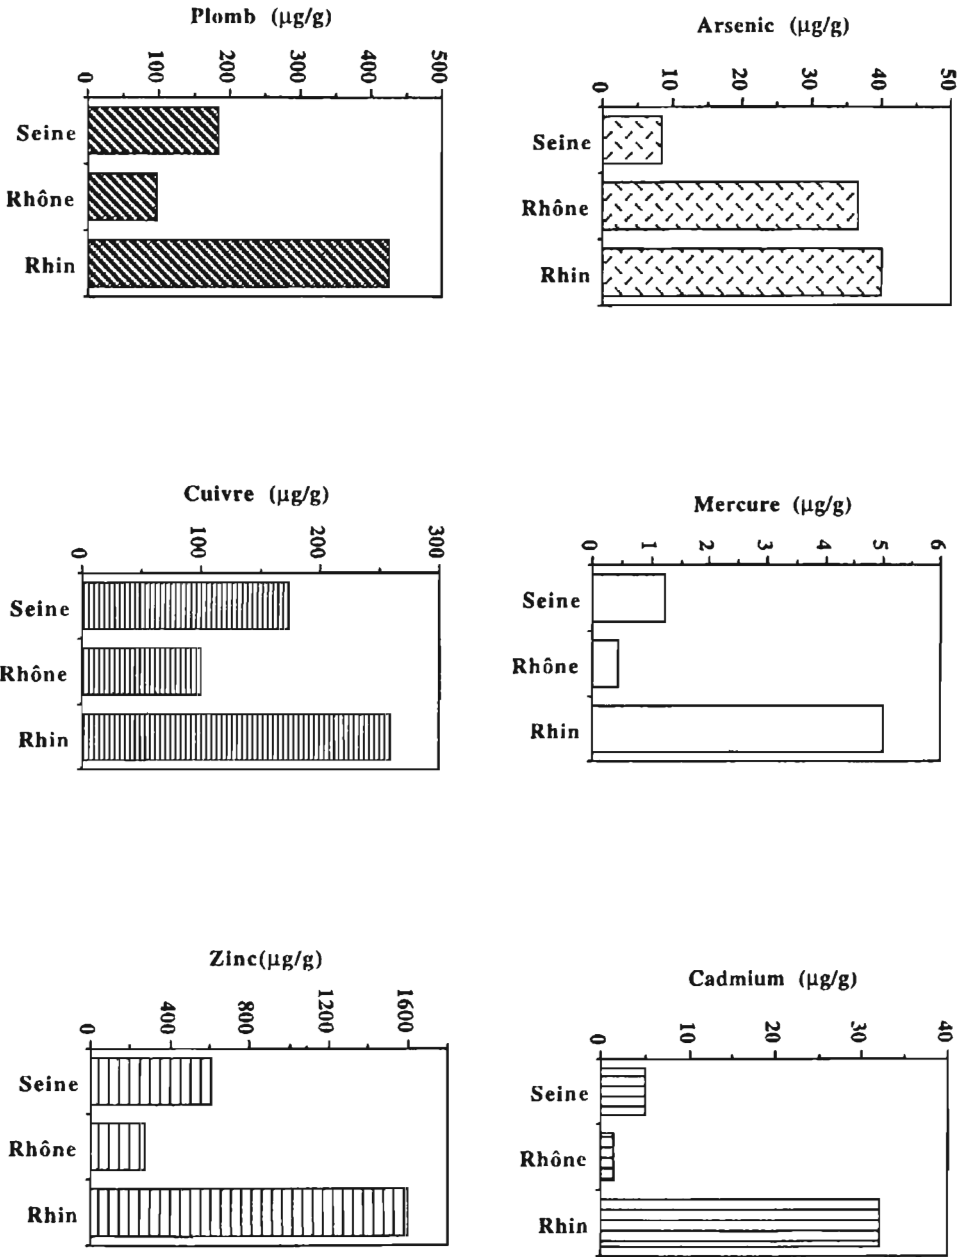 Plomb (µg/g)
0 100 200 300 400 500
Seine
Rhône
Rhin
Arsenic (µg/g)
0 10 20 30 40 50
Seine
Rhône
Rhin
Cuivre (µg/g)
0 100 200 300
Seine
Rhône
Rhin
Mercure (µg/g)
0 1 2 3 4 5 6
Seine
Rhône
Rhin
Zinc(µg/g)
0 400 800 1200 1600
Seine
Rhône
Rhin
Cadmium (µg/g)
0 10 20 30 40
Seine
Rhône
Rhin